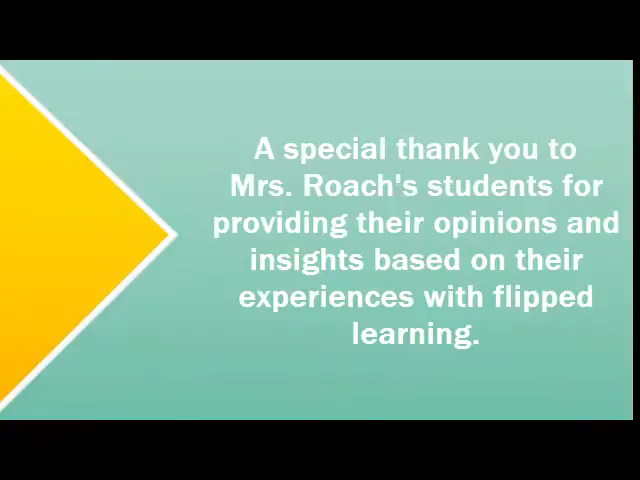 A special thank you to
Mrs. Roach's students for
providing their opinions and
insights based on their
experiences with flipped
learning.